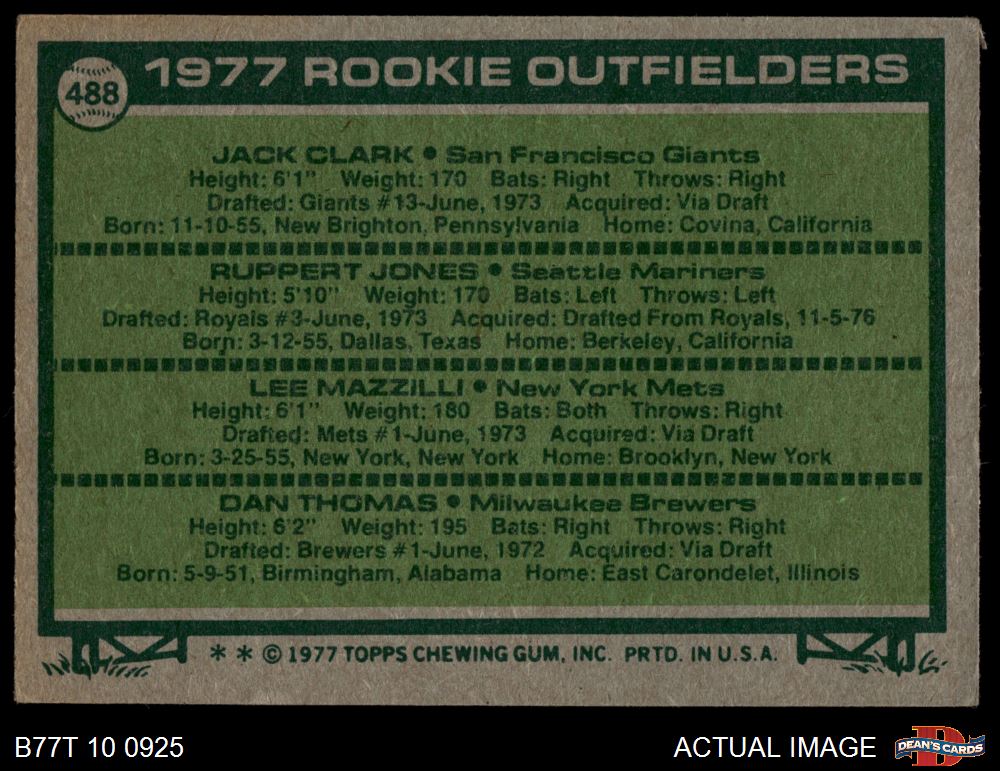 488
1977 ROOKIE OUTFIELDERS
JACK CLARK • San Francisco Giants
Height: 6'1" Weight: 170 Bats: Right Throws: Right
Drafted: Giants #13-June, 1973 Acquired: Via Draft
Born: 11-10-55, New Brighton, Pennsylvania Home: Covina, California
RUPPERT JONES • Seattle Mariners
Height: 5'10" Weight: 170 Bats: Left Throws: Left
Drafted: Royals #3-June, 1973 Acquired: Drafted From Royals, 11-5-76
Born: 3-12-55, Dallas, Texas Home: Berkeley, California
LEE MAZZILLI • New York Mets
Height: 6'1" Weight: 180 Bats: Both Throws: Right
Drafted: Mets #1-June, 1973 Acquired: Via Draft
Born: 3-25-55, New York, New York Home: Brooklyn, New York
DAN THOMAS • Milwaukee Brewers
Height: 6'2" Weight: 195 Bats: Right Throws: Right
Drafted: Brewers #1-June, 1972 Acquired: Via Draft
Born: 5-9-51, Birmingham, Alabama Home: East Carondelet, Illinois
* * © 1977 TOPPS CHEWING GUM, INC. PRTD. IN U.S.A.
B77T 10 0925
ACTUAL IMAGE
D
DEAN'S CARDS